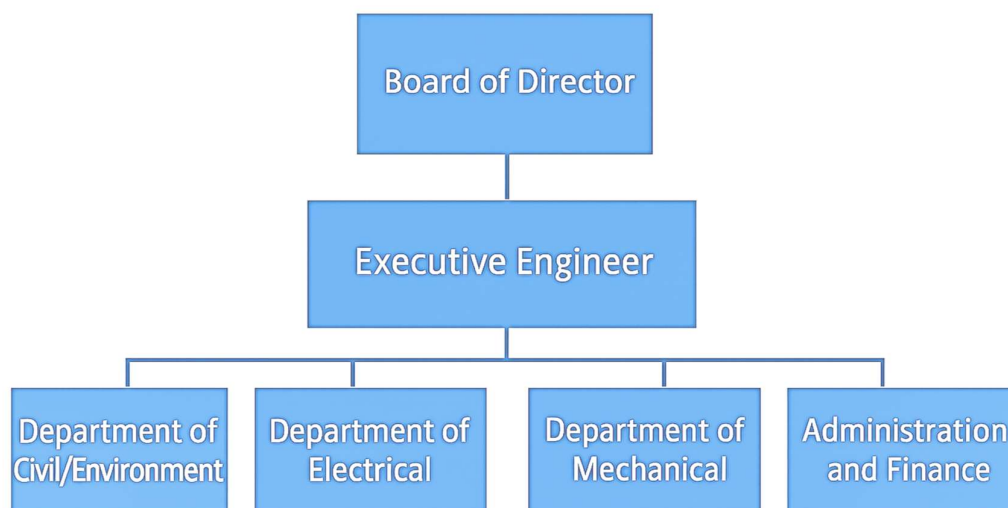 Board of Director
Executive Engineer
Department of
Civil/Environment
Department of
Electrical
Department of
Mechanical
Administration
and Finance